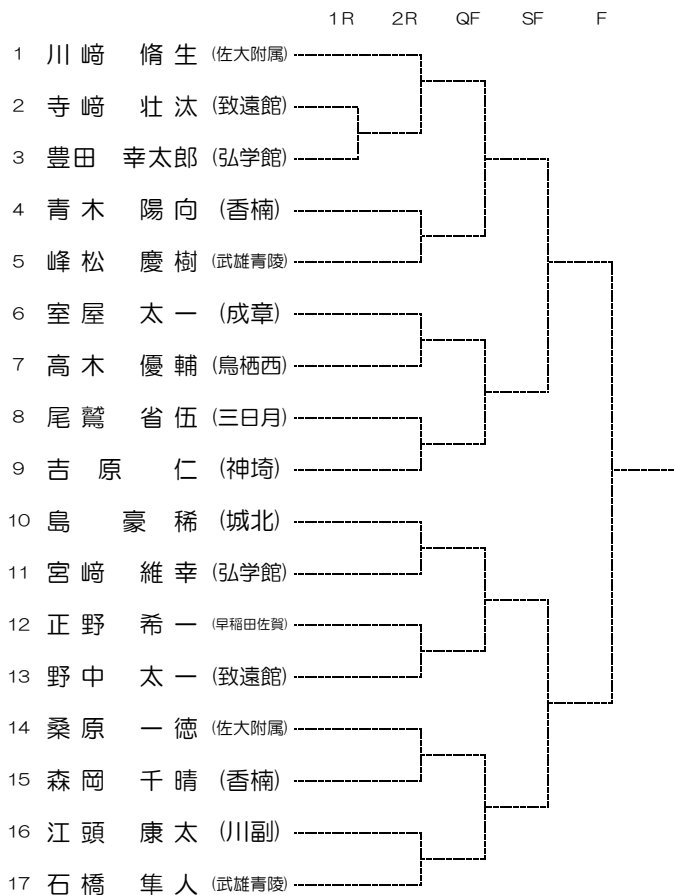 1R 2R QF SF F
1 川﨑 脩生 (佐大附属)
2 寺﨑 壮汰 (致遠館)
3 豊田 幸太郎 (弘学館)
4 青木 陽向 (香楠)
5 峰松 慶樹 (武雄青陵)
6 室屋 太一 (成章)
7 高木 優輔 (鳥栖西)
8 尾鷲 省伍 (三日月)
9 吉原 仁 (神埼)
10 島 豪稀 (城北)
11 宮﨑 維幸 (弘学館)
12 正野 希一 (早稲田佐賀)
13 野中 太一 (致遠館)
14 桑原 一徳 (佐大附属)
15 森岡 千晴 (香楠)
16 江頭 康太 (川副)
17 石橋 隼人 (武雄青陵)